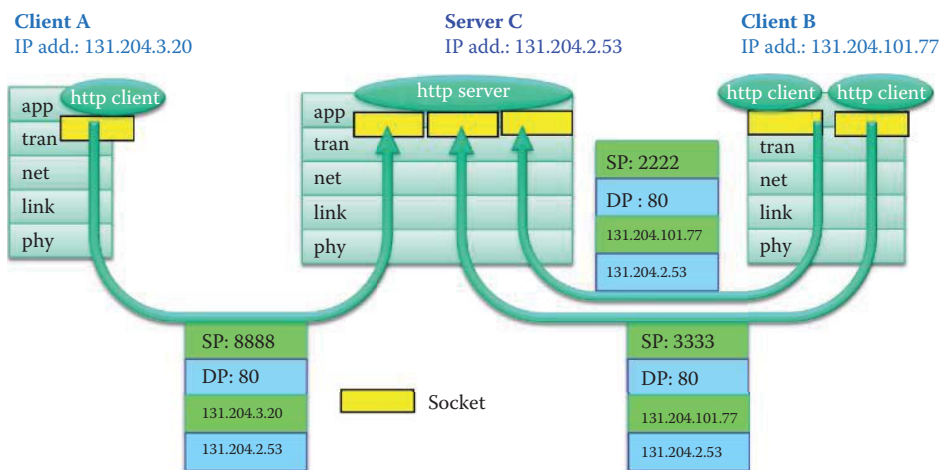 Client A
IP add.: 131.204.3.20
Server C
IP add.: 131.204.2.53
Client B
IP add.: 131.204.101.77
app
http client
tran
net
link
phy
http server
app
tran
net
link
phy
http client
http client
tran
net
link
phy
SP: 2222
DP : 80
131.204.101.77
131.204.2.53
SP: 8888
DP: 80
131.204.3.20
131.204.2.53
Socket
SP: 3333
DP: 80
131.204.101.77
131.204.2.53